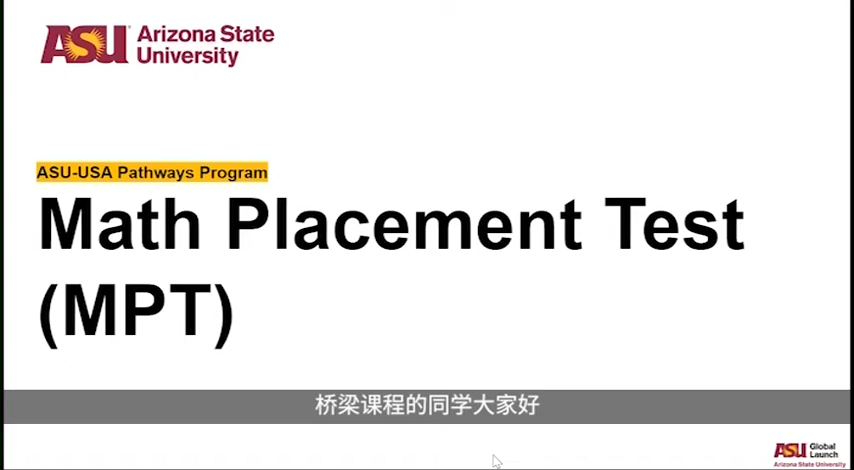 ASU Arizona State
University
ASU-USA Pathways Program
Math Placement Test
(MPT)
桥梁课程的同学大家好
ASU Global
Launch
Arizona State University